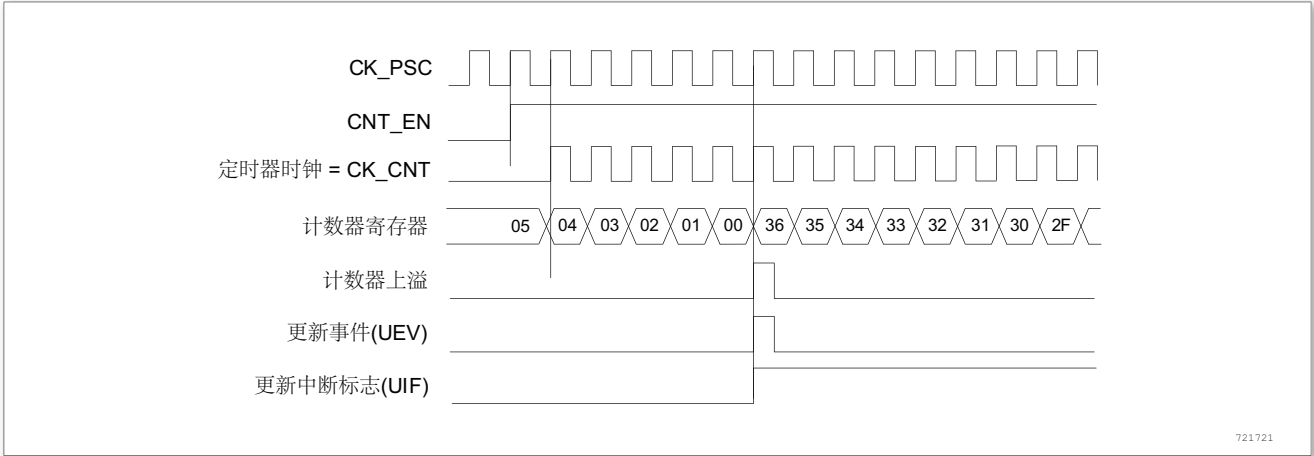 CK_PSC
CNT_EN
定时器时钟 = CK_CNT
计数器寄存器 05 04 03 02 01 00 36 35 34 33 32 31 30 2F
计数器上溢
更新事件(UEV)
更新中断标志(UIF)
721721